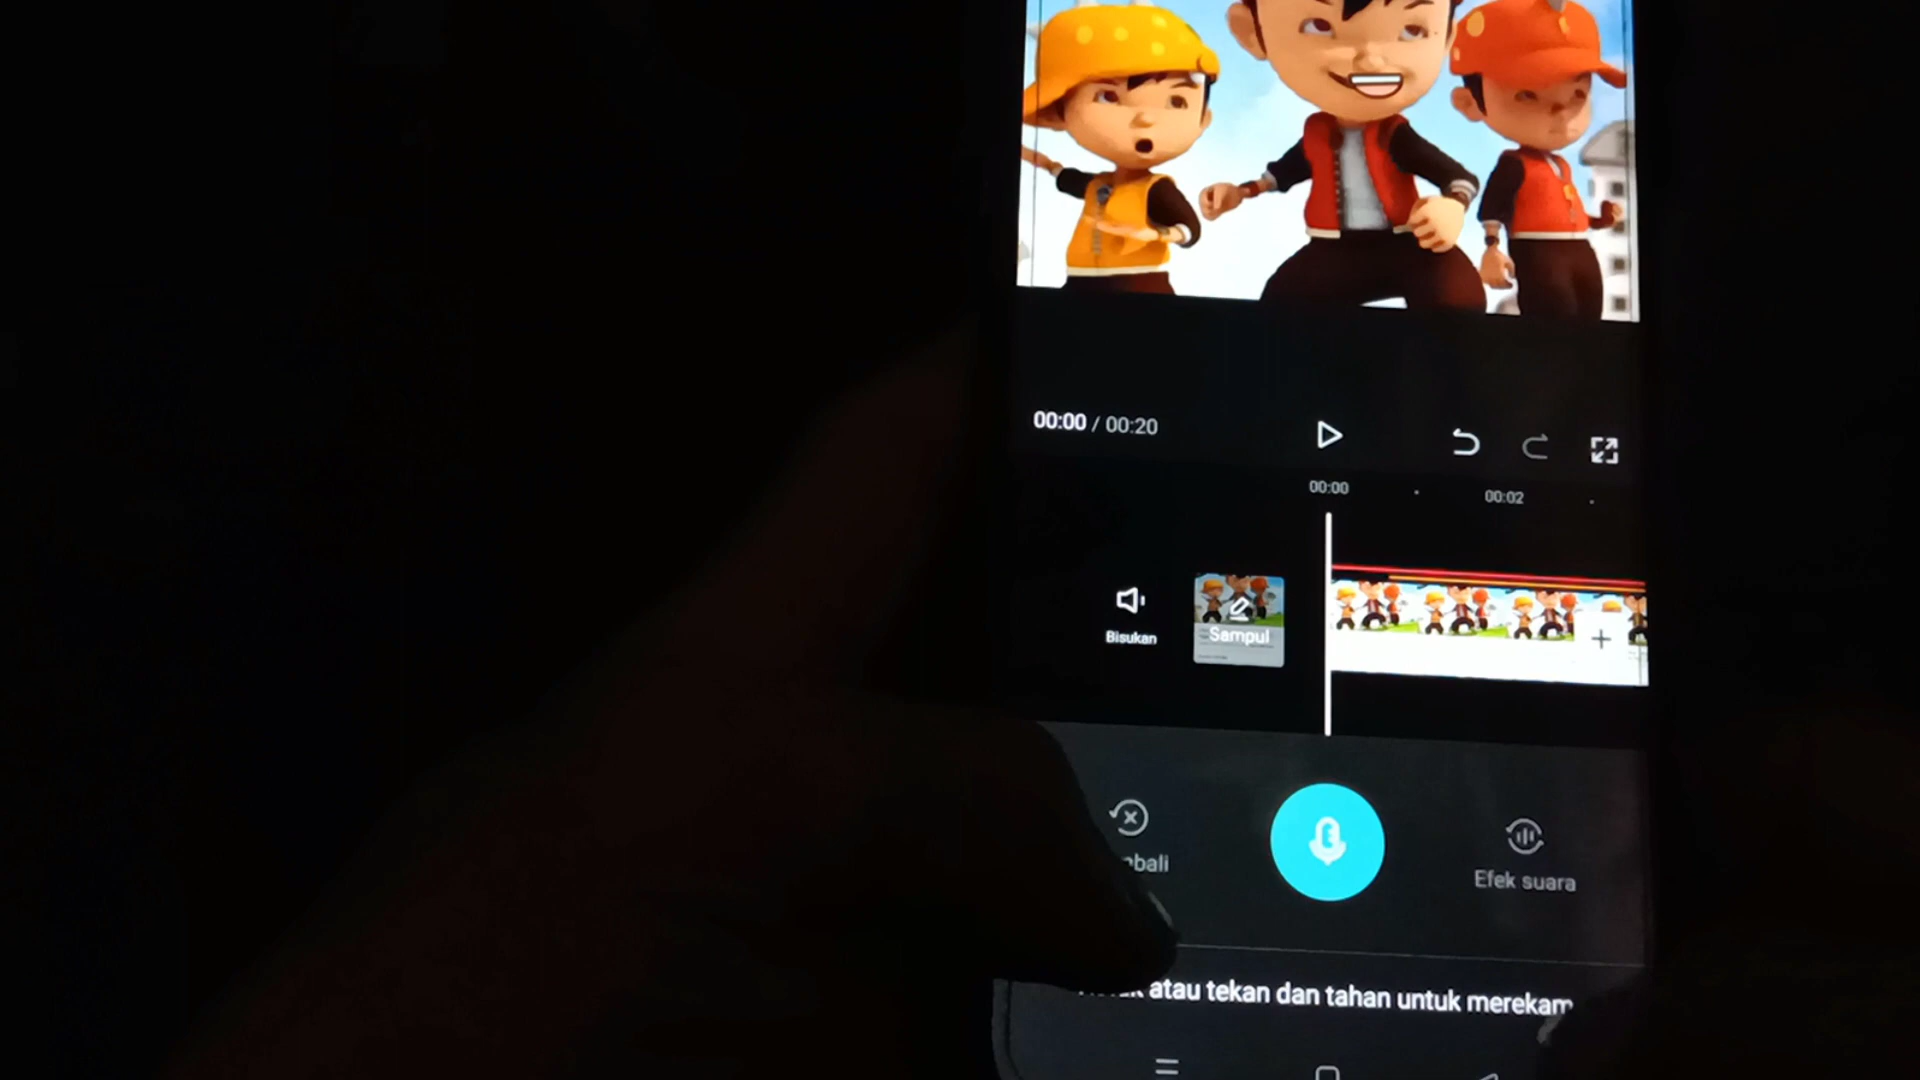 00:00 / 00:20
00:00 00:02
Bisukan
Sampul
Efek suara
atau tekan dan tahan untuk merekam